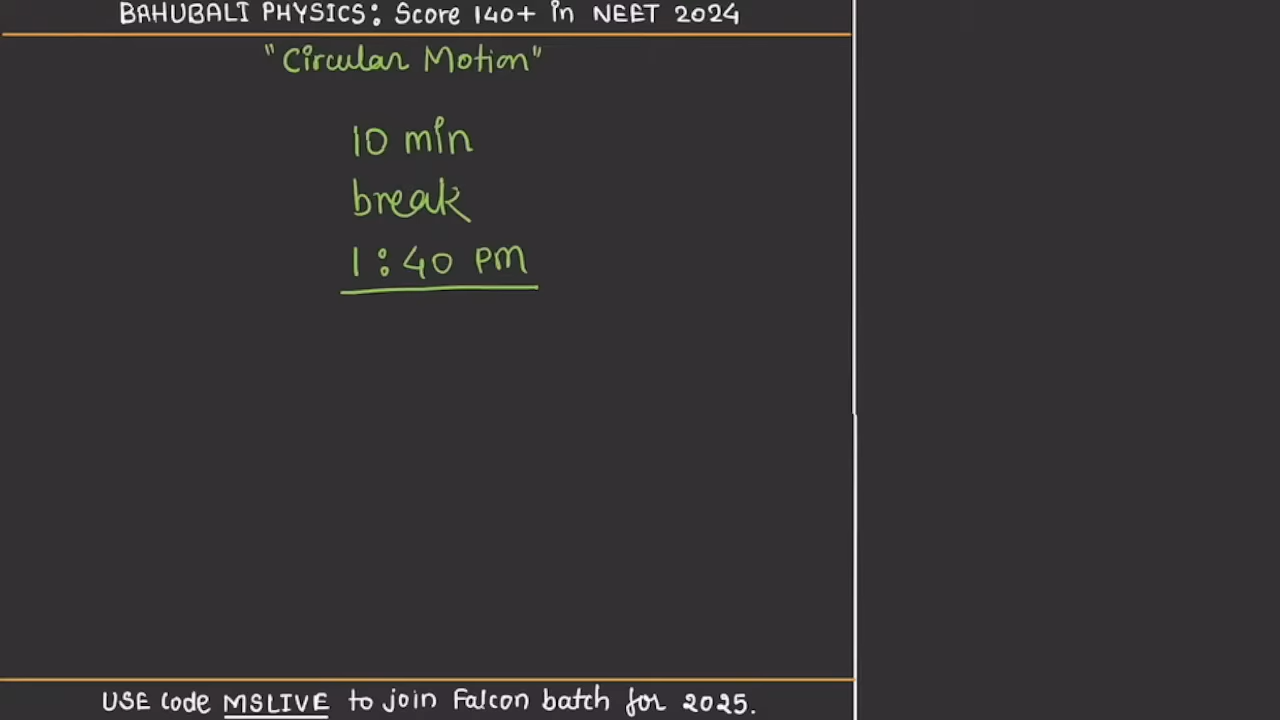 BAHUBALI PHYSICS: Score 140+ in NEET 2024
"Circular Motion"
10 min
break
1:40 PM
USE Code MSLIVE to join Falcon batch for 2025.